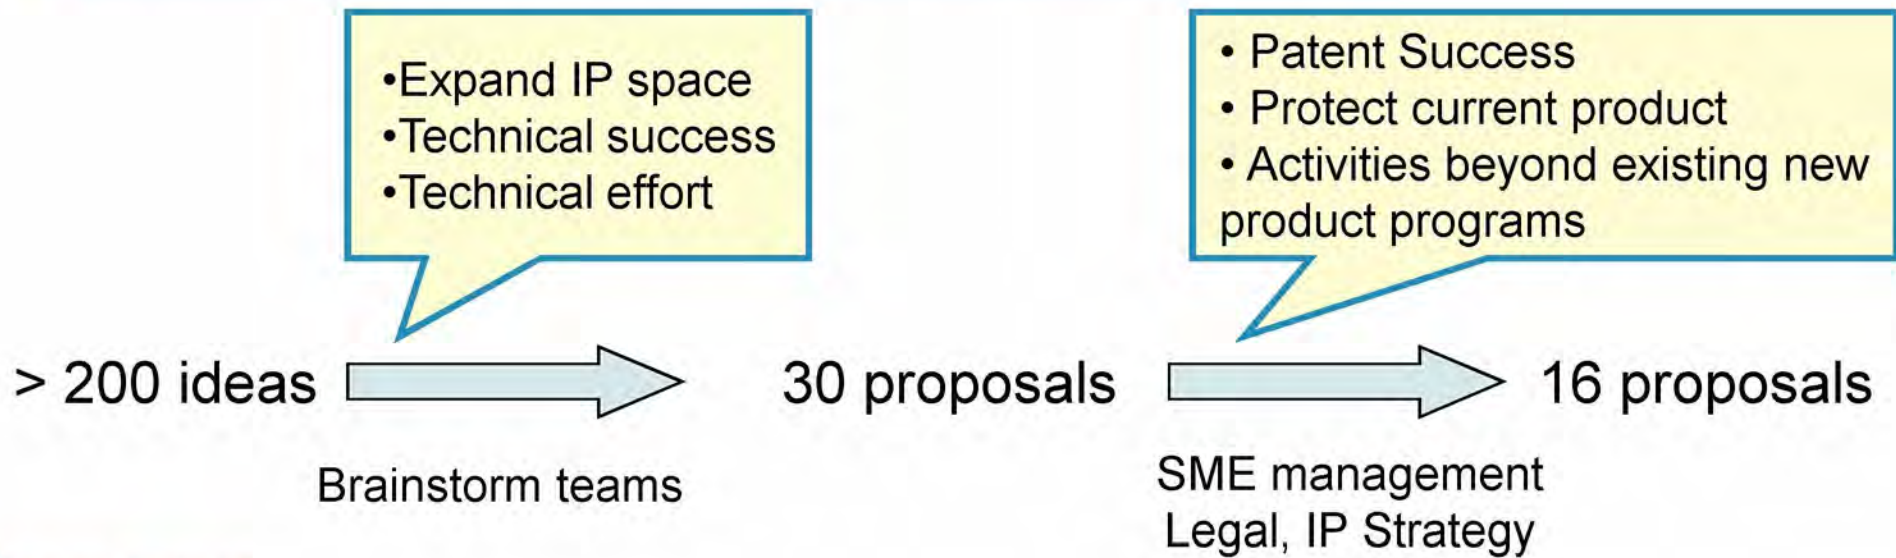 •Expand IP space
•Technical success
•Technical effort
• Patent Success
• Protect current product
• Activities beyond existing new
product programs
> 200 ideas
30 proposals
16 proposals
Brainstorm teams
SME management
Legal, IP Strategy